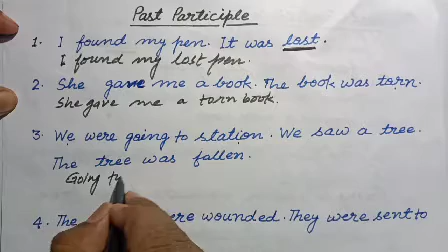 Past Participle
1. I found my pen. It was lost.
I found my lost pen.
2. She gave me a book. The book was torn.
She gave me a torn book.
3. We were going to station. We saw a tree.
The tree was fallen.
Going t
4. The wounded. They were sent to